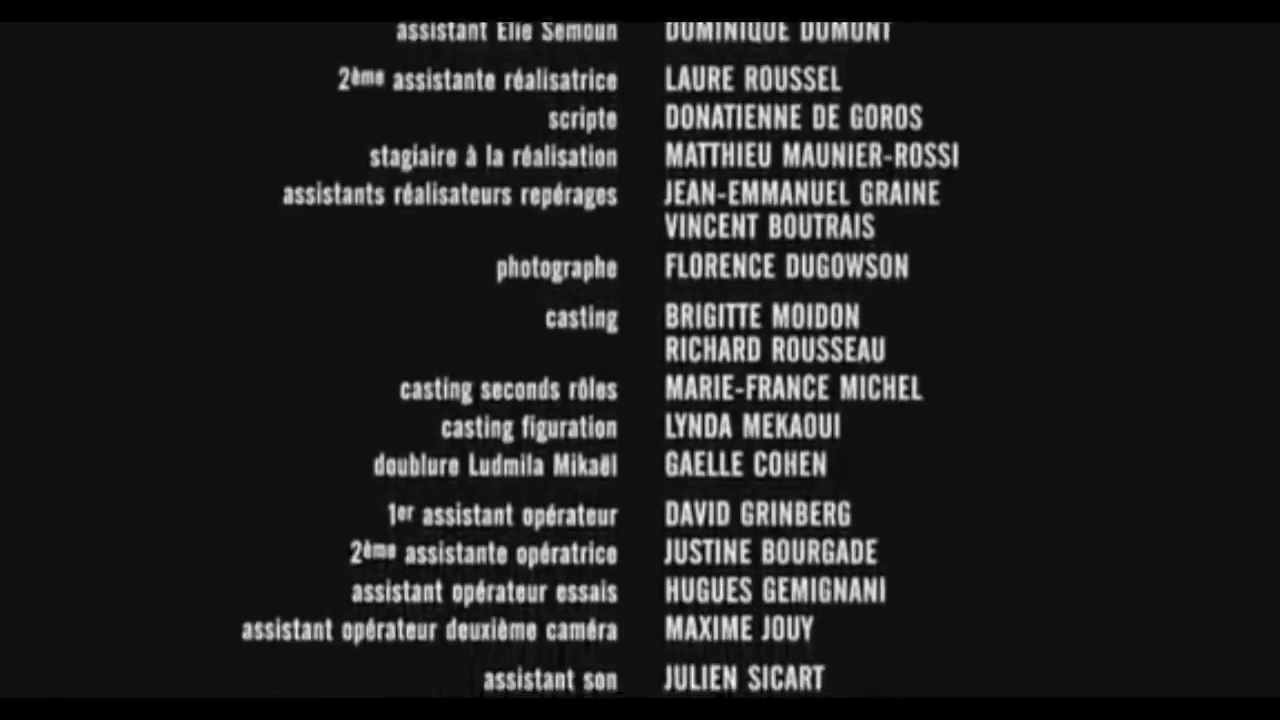 assistant Elie Semoun DOMINIQUE DUMONT
2ème assistante réalisatrice LAURE ROUSSEL
scripte DONATIENNE DE GOROS
stagiaire à la réalisation MATTHIEU MAUNIER-ROSSI
assistants réalisateurs repérages JEAN-EMMANUEL GRAINE
VINCENT BOUTRAIS
photographe FLORENCE DUGOWSON
casting BRIGITTE MOIDON
RICHARD ROUSSEAU
casting seconds rôles MARIE-FRANCE MICHEL
casting figuration LYNDA MEKAOUI
doublure Ludmila Mikaël GAELLE COHEN
1er assistant opérateur DAVID GRINBERG
2ème assistante opératrice JUSTINE BOURGADE
assistant opérateur essais HUGUES GEMIGNANI
assistant opérateur deuxième caméra MAXIME JOUY
assistant son JULIEN SICART